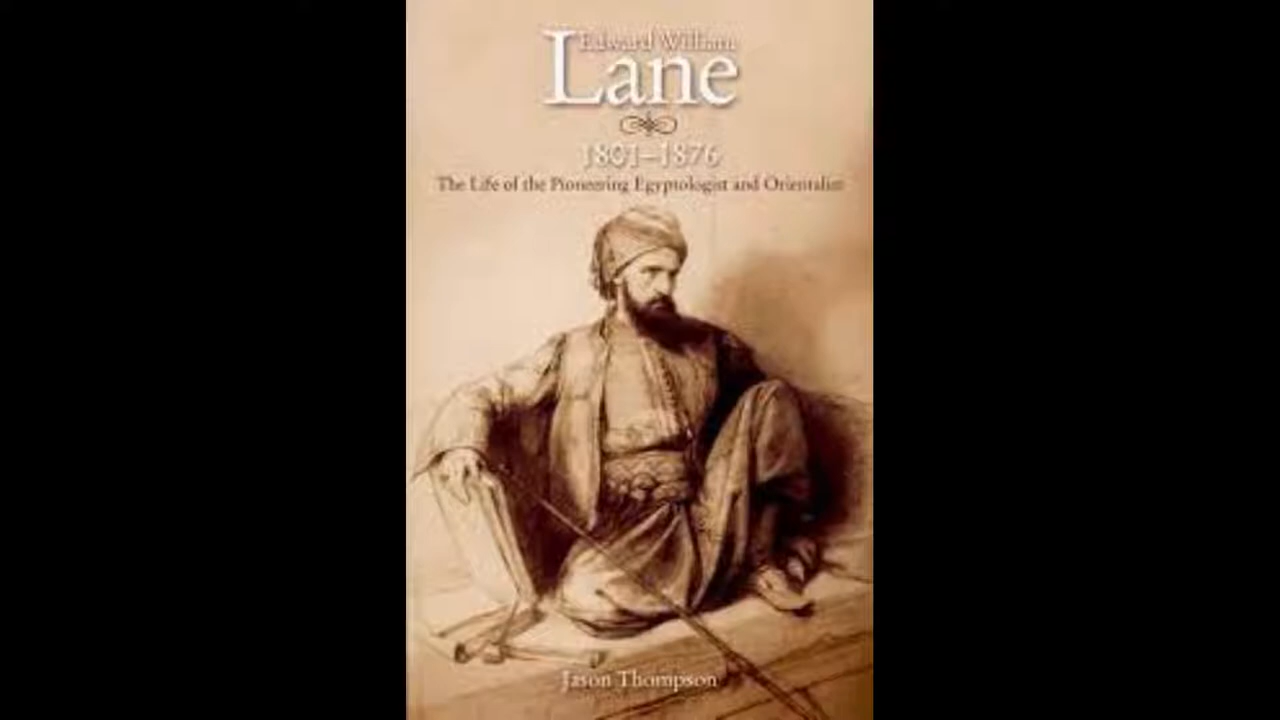 Edward William
Lane
1801–1876
The Life of the Pioneering Egyptologist and Orientalist
Jason Thompson